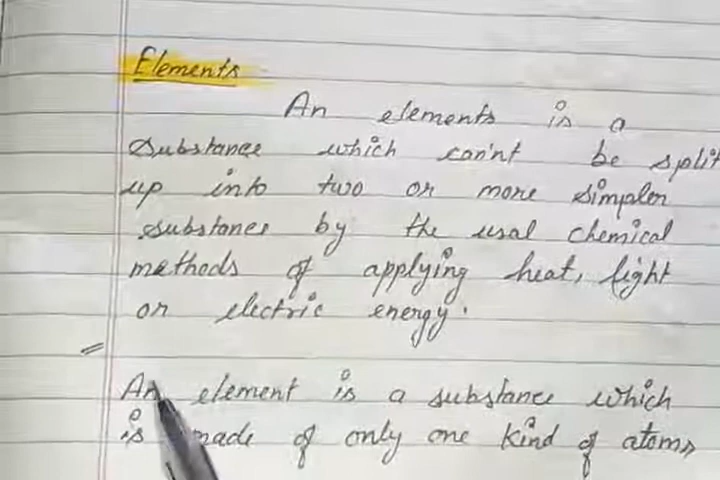 Elements
An elements is a
substance which can'nt be split
up into two or more simpler
substances by the usal chemical
methods of applying heat, light
or electric energy.
An element is a substance which
is made of only one kind of atoms